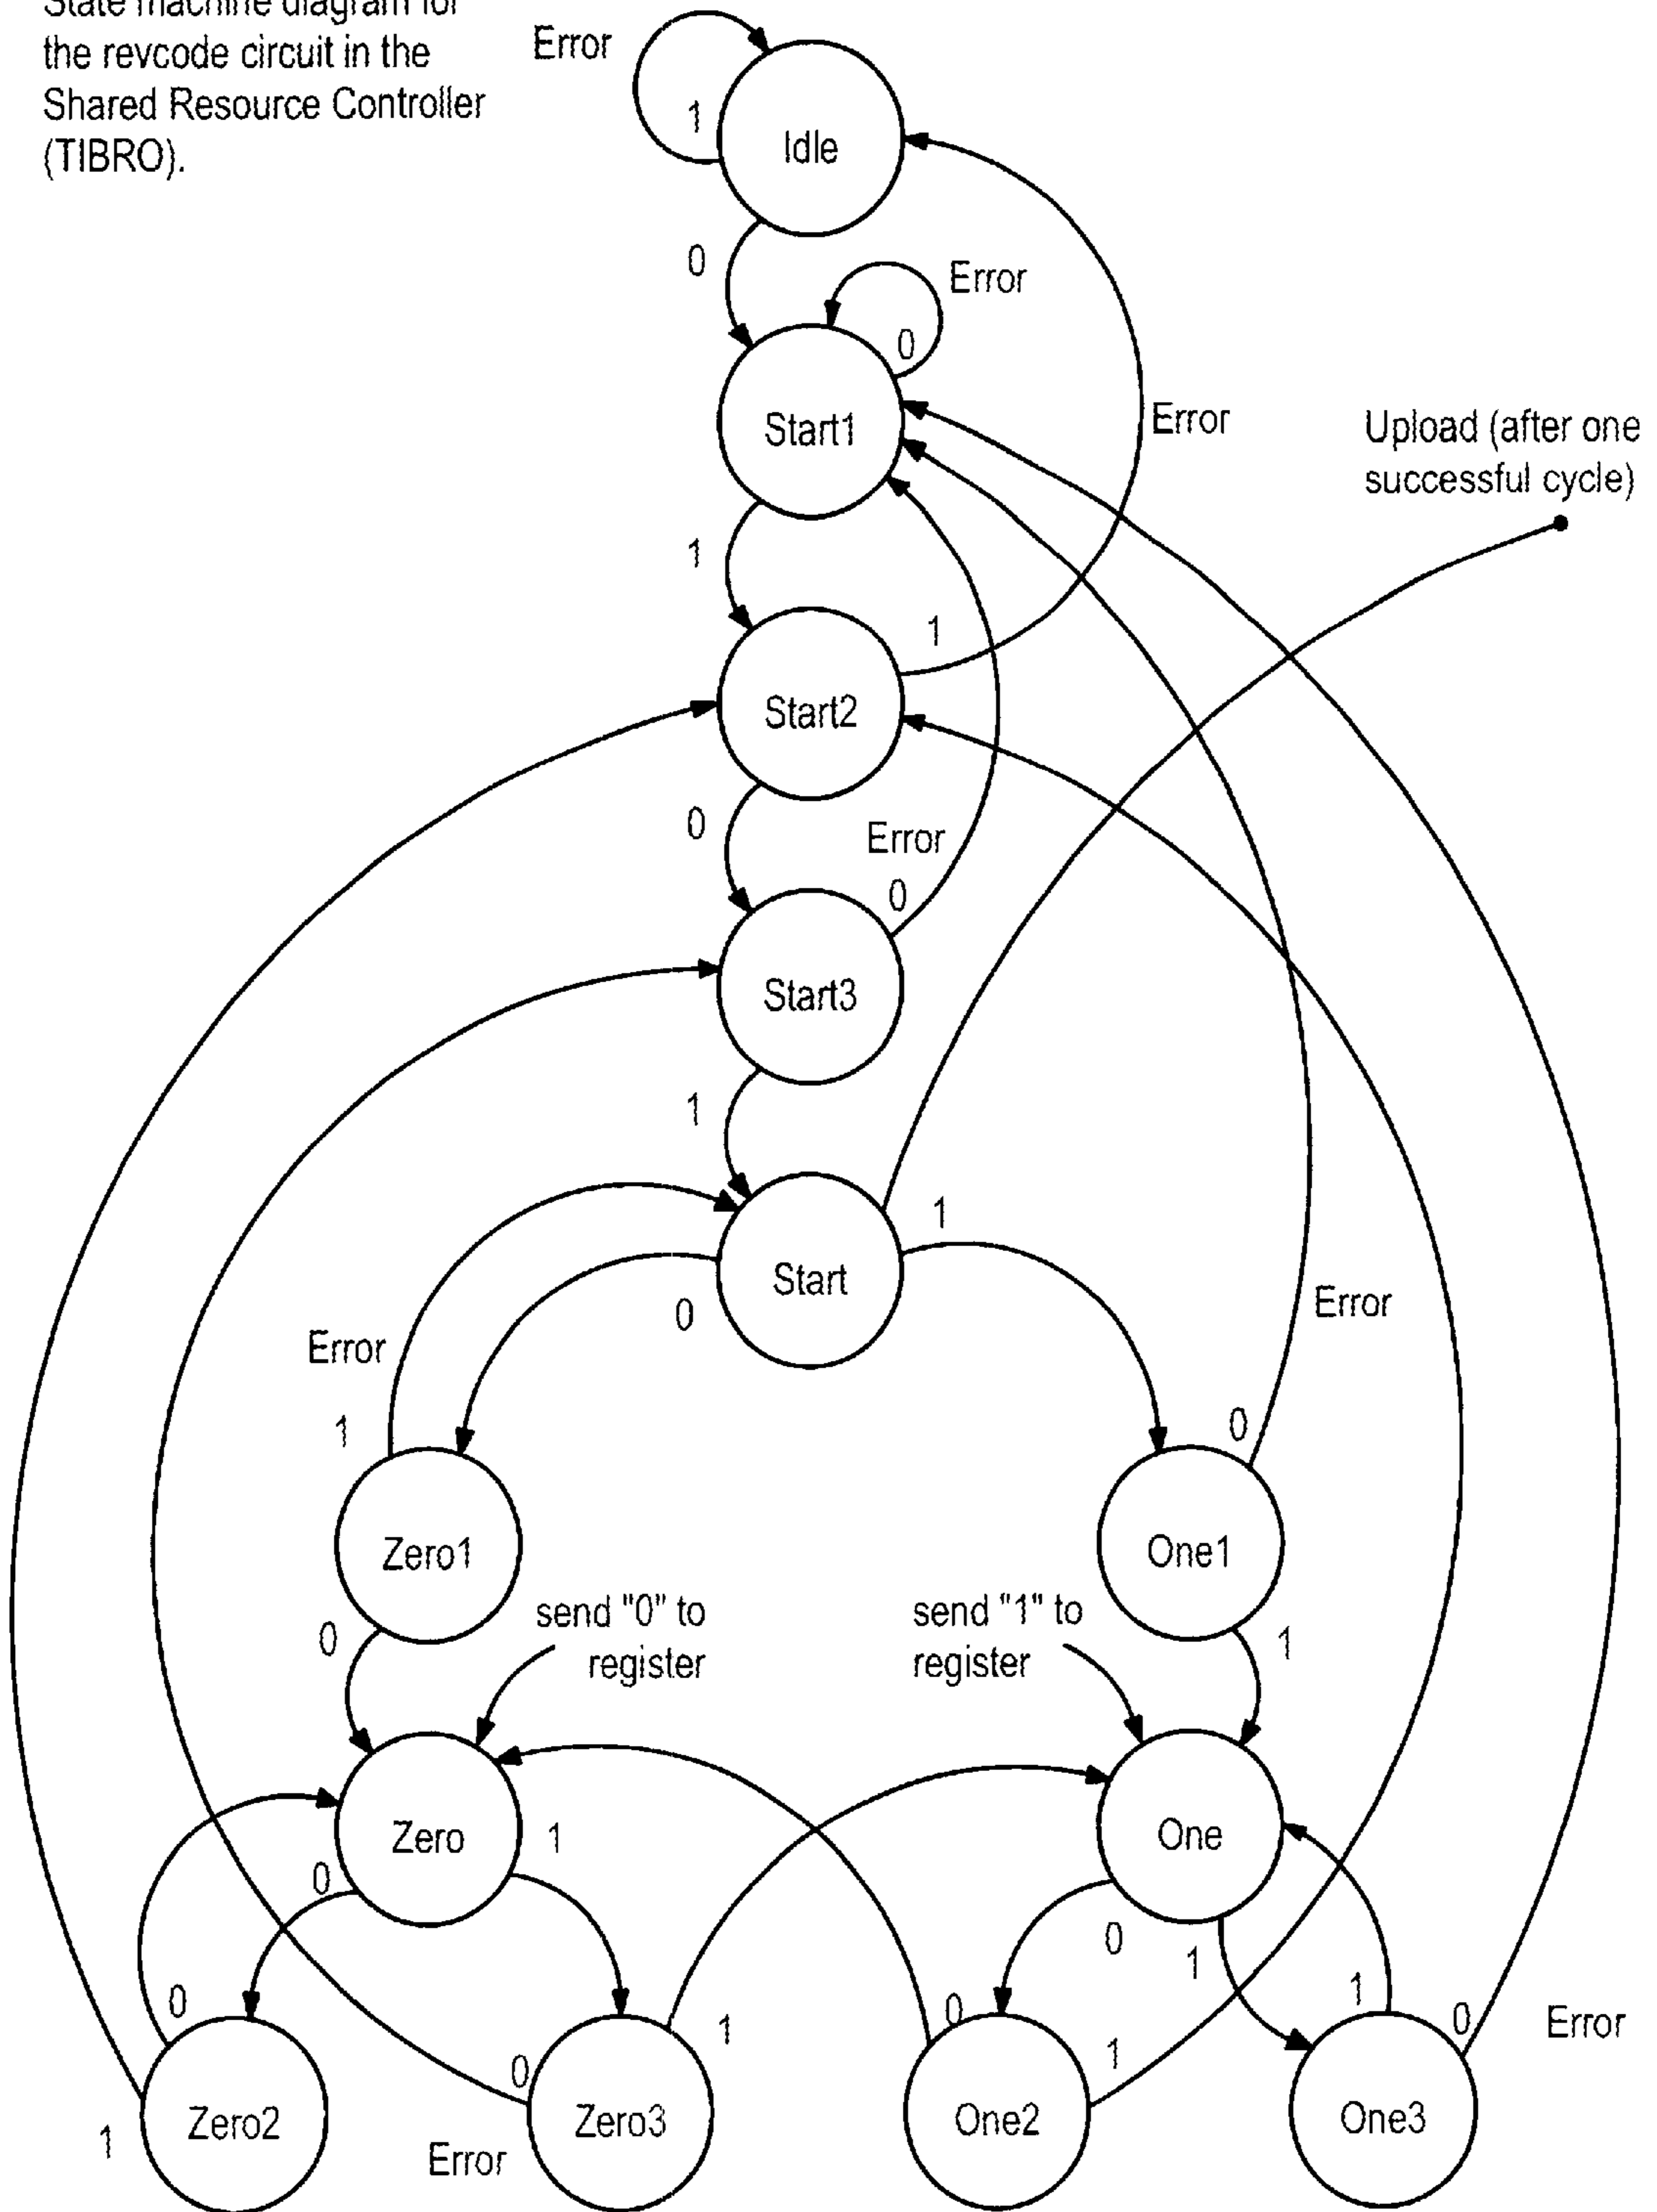 State machine diagram for
the revcode circuit in the
Shared Resource Controller
(TIBRO).
Error
1
Idle
0
Error
0
Start1
Error
Upload (after one
successful cycle)
1
1
Start2
0
Error
0
Start3
1
1
Start
0
Error
Error
1
0
Zero1
One1
send "0" to
register
send "1" to
register
0
1
Zero
1
One
0
0
1
0
1
0
1
0
1
0
Error
Zero2
1
Error
Zero3
One2
One3